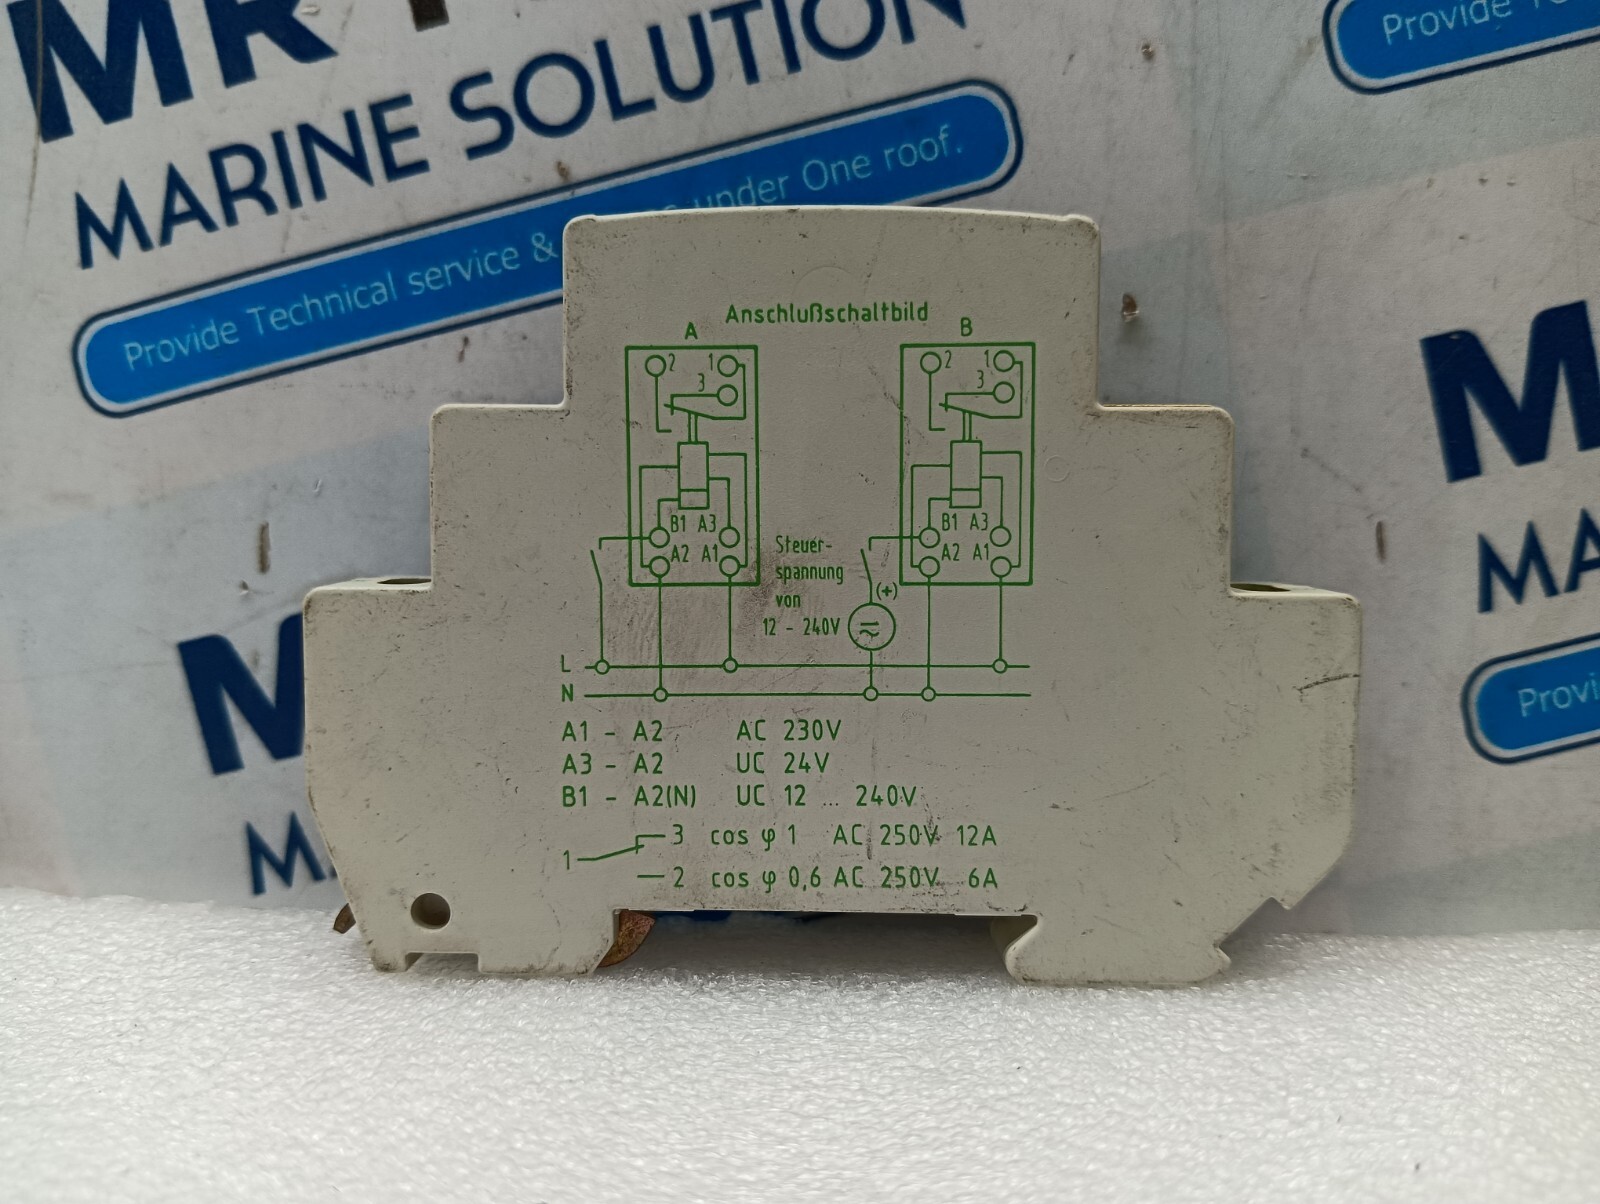 MARINE SOLUTION
Provide Technical service & under One roof.
Provide
Anschlußschaltbild
A B
2 1 2 1
3 3
B1 A3 B1 A3
A2 A1 A2 A1
Steuer-
spannung
von
12 - 240V
(+)
L
N
A1 - A2 AC 230V
A3 - A2 UC 24V
B1 - A2(N) UC 12 ... 240V
3 cos φ 1 AC 250V 12A
1
2 cos φ 0,6 AC 250V 6A